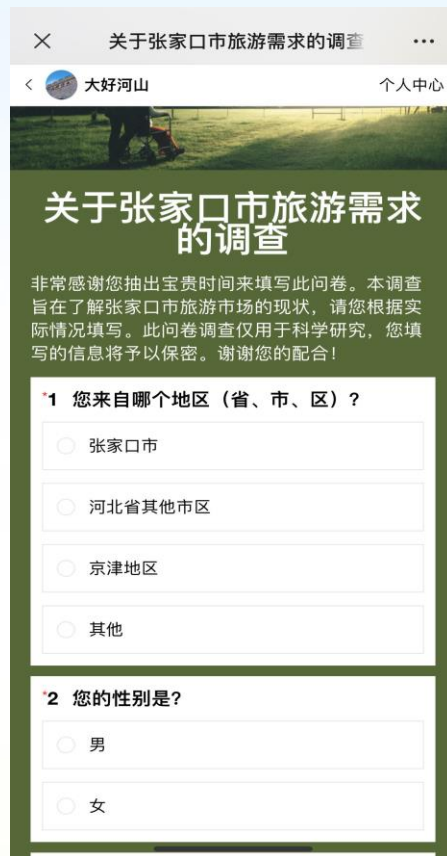 关于张家口市旅游需求的调查
大好河山
个人中心
关于张家口市旅游需求
的调查
非常感谢您抽出宝贵时间来填写此问卷。本调查
旨在了解张家口市旅游市场的现状，请您根据实
际情况填写。此问卷调查仅用于科学研究，您填
写的信息将予以保密。谢谢您的配合！
*1 您来自哪个地区（省、市、区）？
张家口市
河北省其他市区
京津地区
其他
*2 您的性别是?
男
女